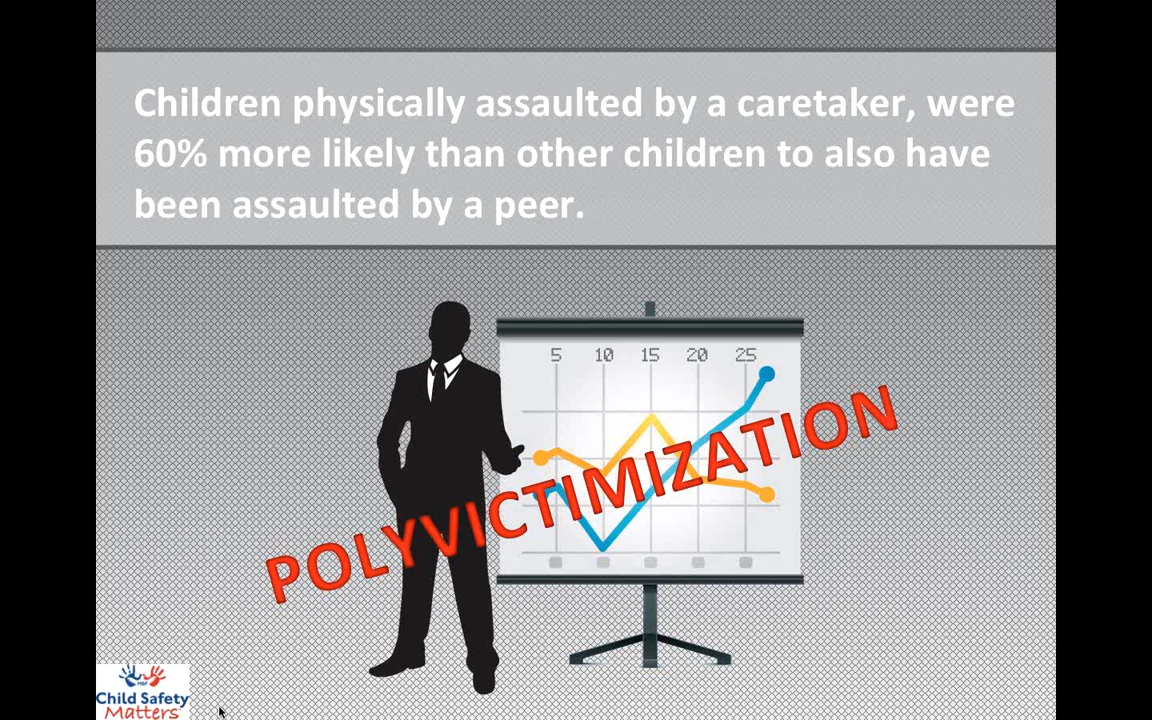 Children physically assaulted by a caretaker, were
60% more likely than other children to also have
been assaulted by a peer.
5 10 15 20 25
POLYVICTIMIZATION
Child Safety
Matters